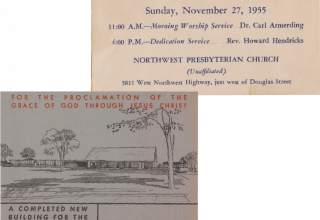 Sunday, November 27, 1955
11:00 A.M.—Morning Worship Service Dr. Carl Armerding
4:00 P.M.—Dedication Service Rev. Howard Hendricks
NORTHWEST PRESBYTERIAN CHURCH
(Unaffiliated)
5811 West Northwest Highway, just west of Douglas Street
FOR THE PROCLAMATION OF THE
GRACE OF GOD THROUGH JESUS CHRIST
A COMPLETED NEW
BUILDING FOR THE